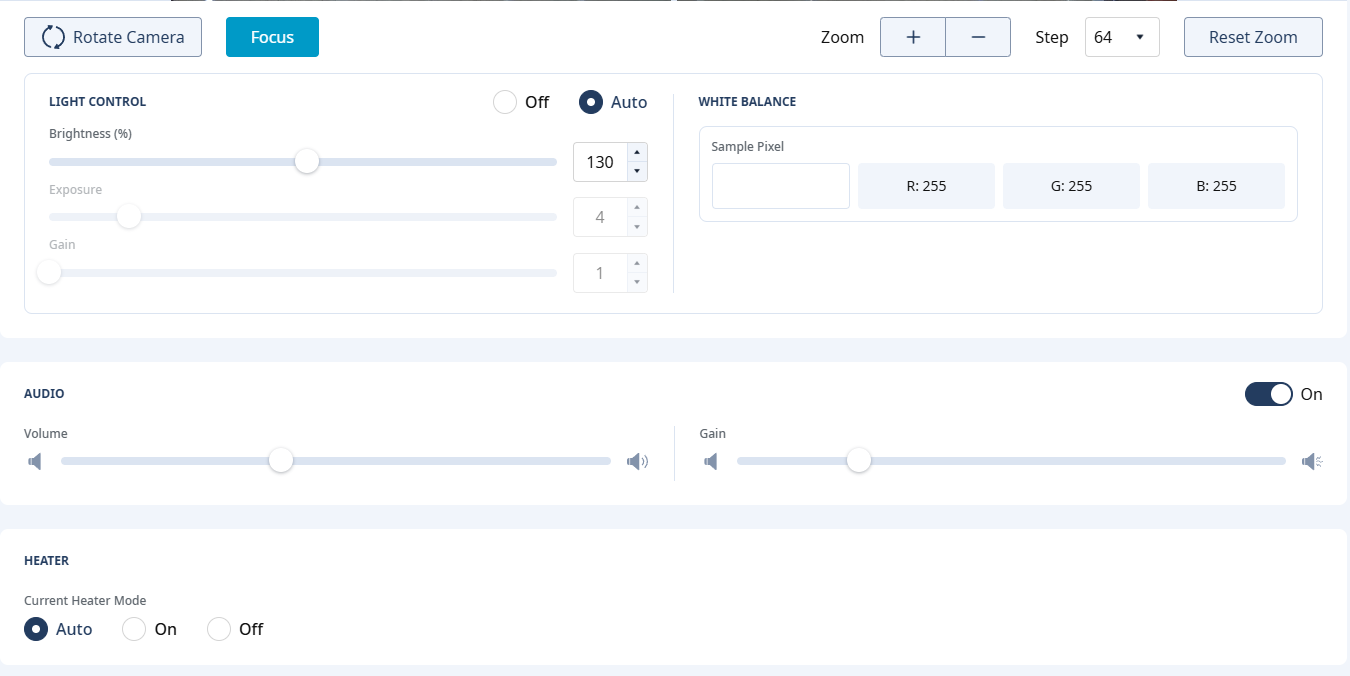 Rotate Camera Focus Zoom + − Step 64 Reset Zoom
LIGHT CONTROL Off Auto
Brightness (%)
130
Exposure
4
Gain
1
WHITE BALANCE
Sample Pixel
R: 255 G: 255 B: 255
AUDIO On
Volume Gain
HEATER
Current Heater Mode
Auto On Off